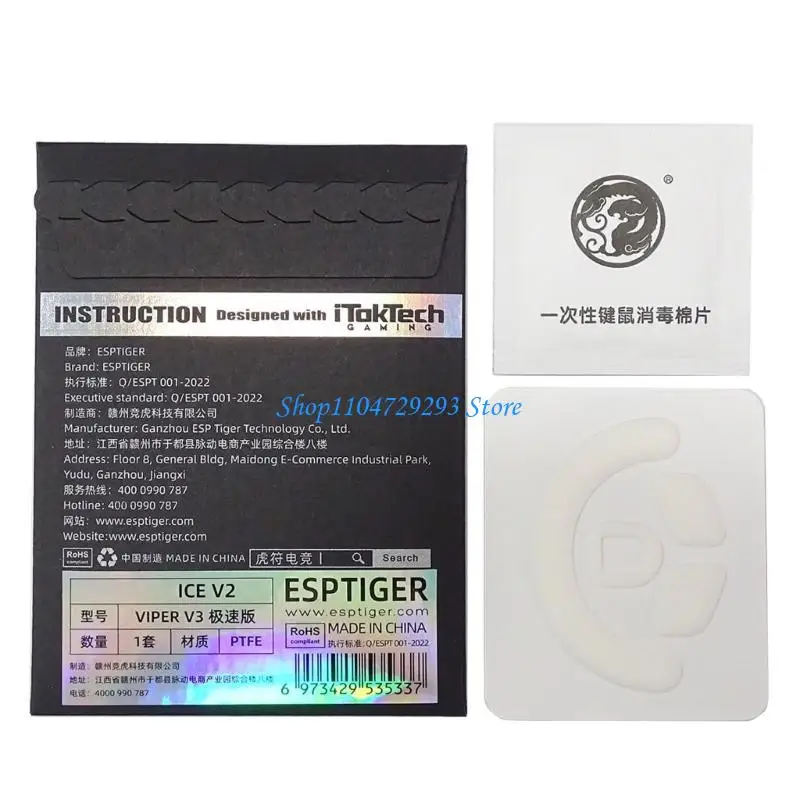 INSTRUCTION Designed with iTakTech
GAMING
品牌: ESPTIGER
Brand: ESPTIGER
执行标准: Q/ESPT 001-2022
Executive standard: Q/ESPT 001-2022
制造商: 赣州竞虎科技有限公司
Manufacturer: Ganzhou ESP Tiger Technology Co., Ltd.
地址: 江西省赣州市于都县脉动电商产业园综合楼八楼
Address: Floor 8, General Bldg, Maidong E-Commerce Industrial Park,
Yudu, Ganzhou, Jiangxi
服务热线: 400 0990 787
Hotline: 400 0990 787
网站: www.esptiger.com
Website:www.esptiger.com
RoHS compliant 中国制造 MADE IN CHINA 虎符电竞 Search
ICE V2
型号 VIPER V3 极速版
数量 1套 材质 PTFE
制造: 赣州竞虎科技有限公司
地址: 江西省赣州市于都县脉动电商产业园综合楼八楼
电话: 4000 990 787
ESPTIGER
www.esptiger.com
RoHS compliant MADE IN CHINA
执行标准: Q/ESPT 001-2022
6 973429 535337
®
一次性键鼠消毒棉片
D
Shop1104729293 Store